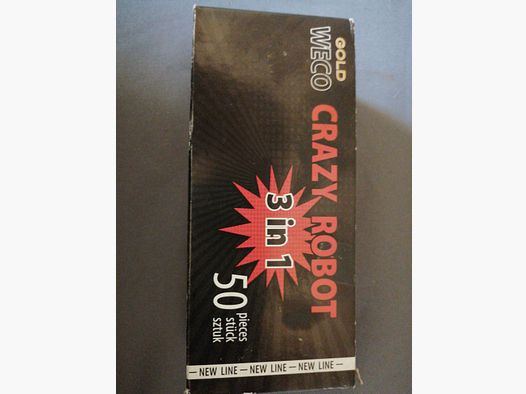 GOLD
WECO
CRAZY ROBOT
3 in 1
50 pieces
stück
sztuk
NEW LINE — NEW LINE — NEW LINE